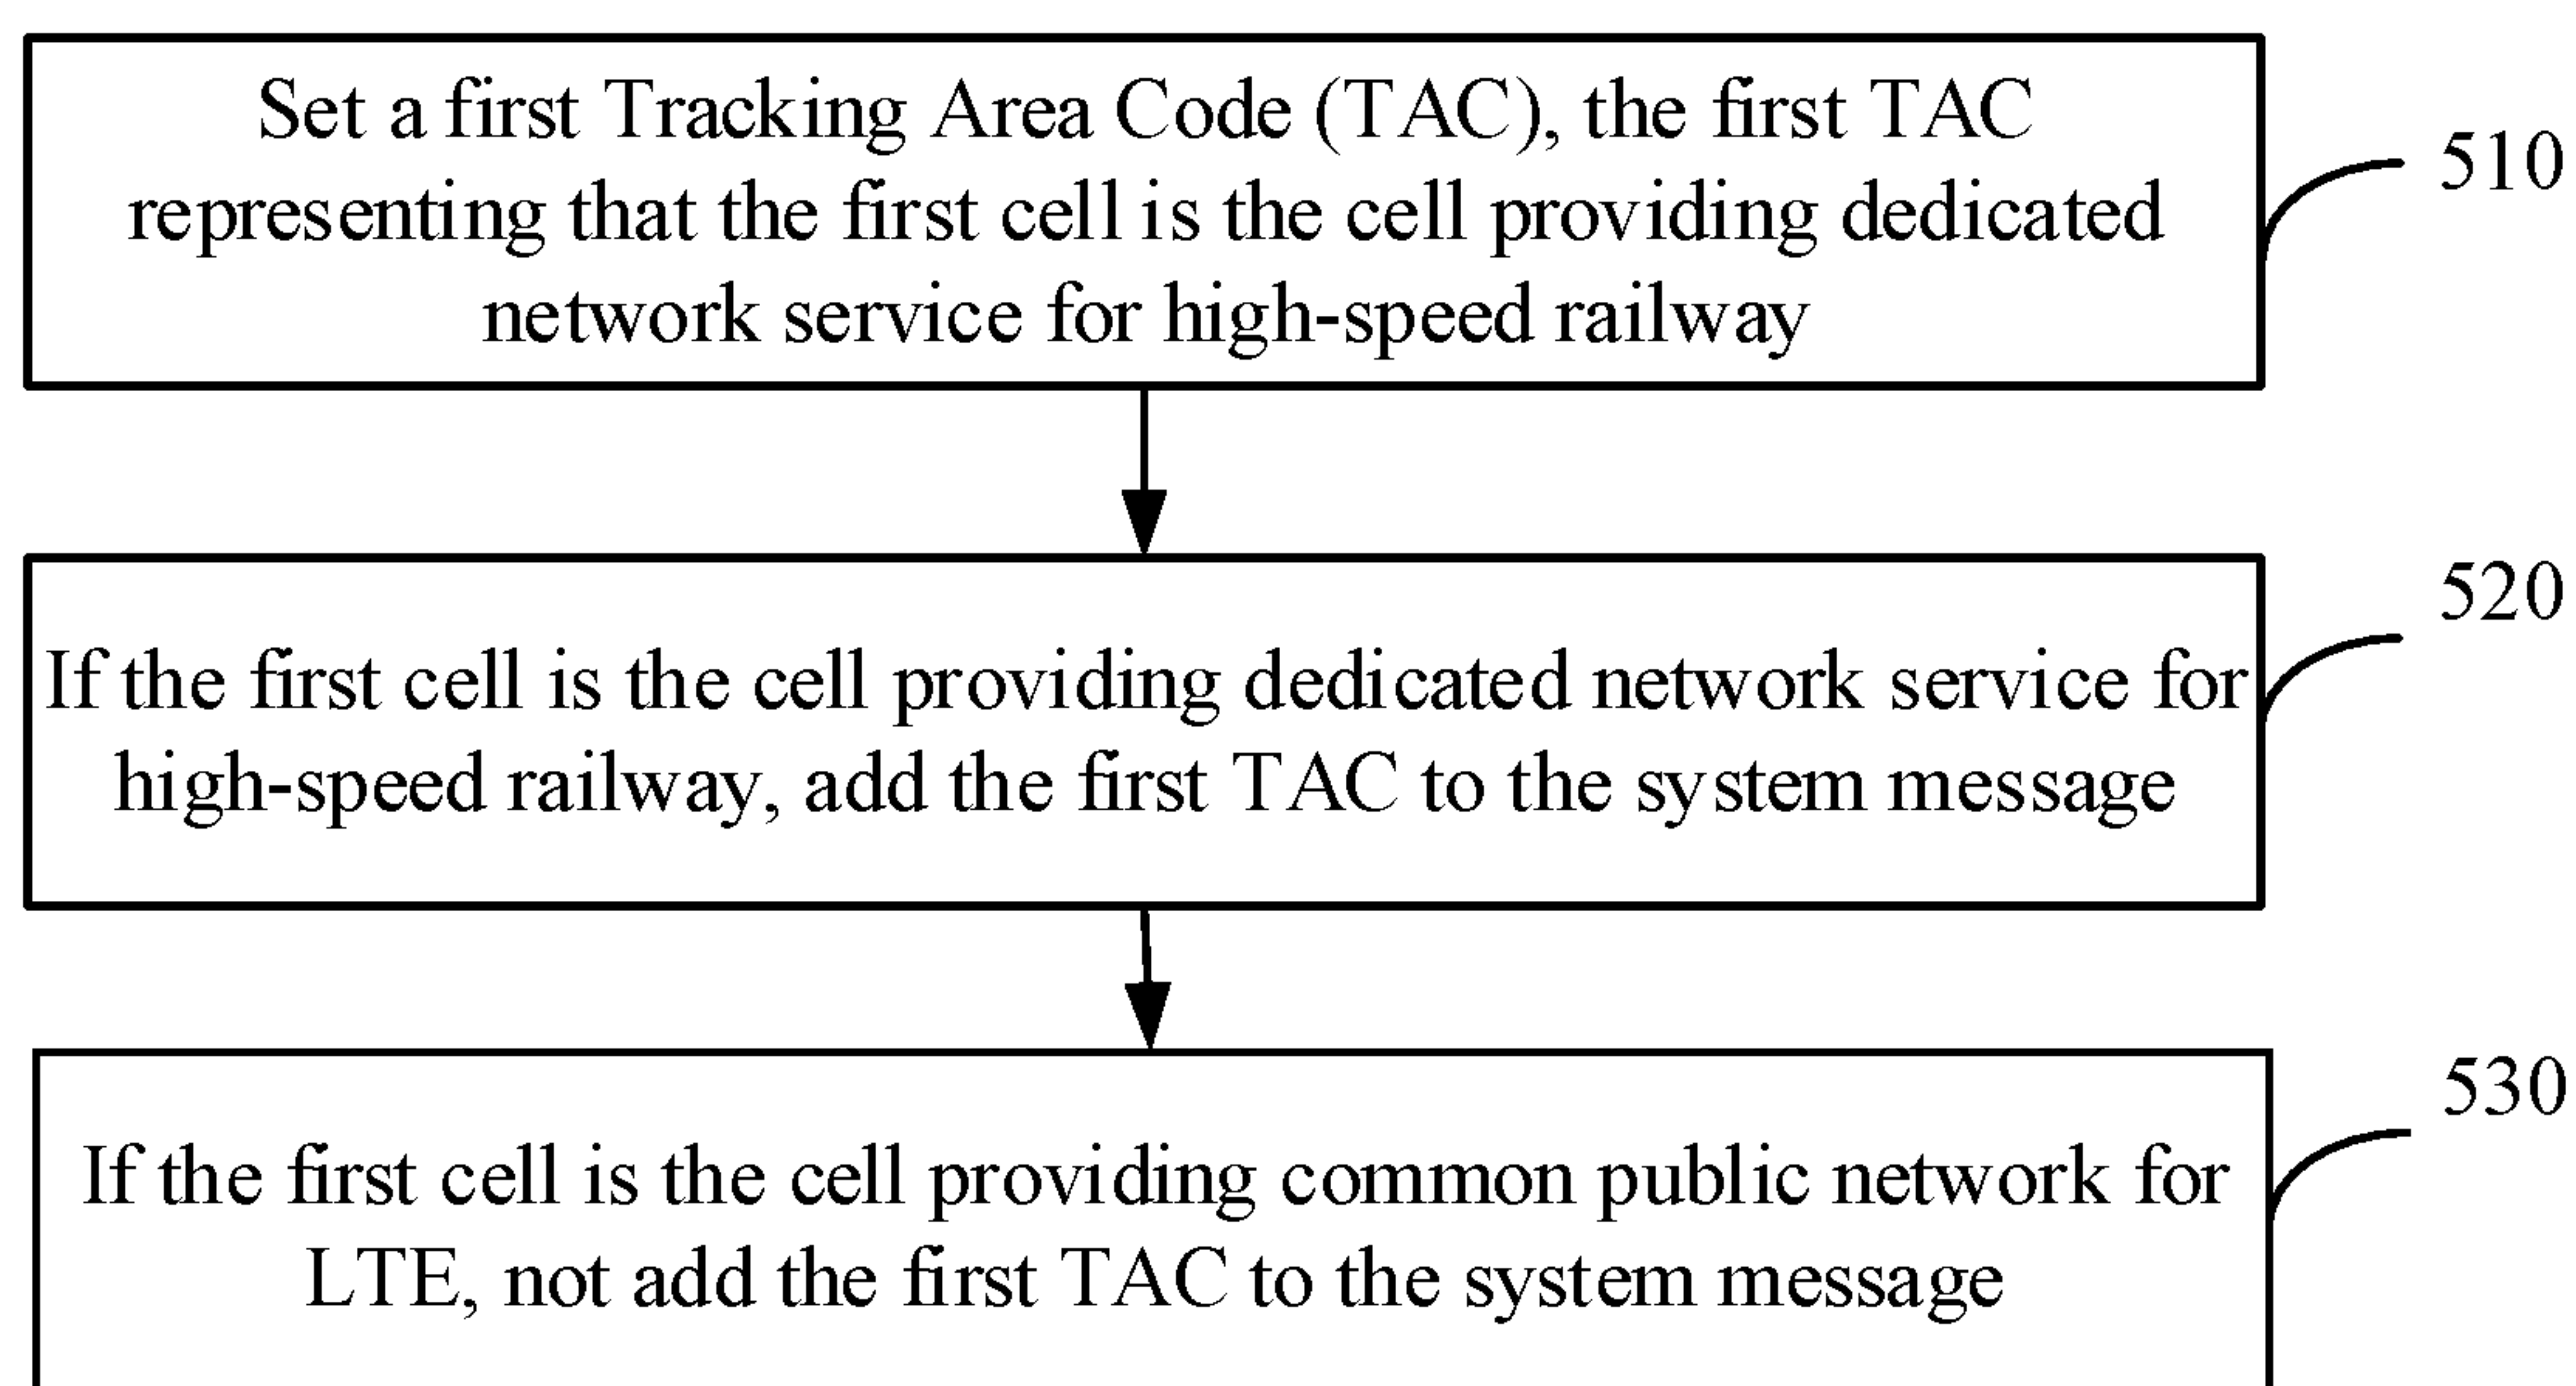 Set a first Tracking Area Code (TAC), the first TAC
representing that the first cell is the cell providing dedicated
network service for high-speed railway
510
If the first cell is the cell providing dedicated network service for
high-speed railway, add the first TAC to the system message
520
If the first cell is the cell providing common public network for
LTE, not add the first TAC to the system message
530